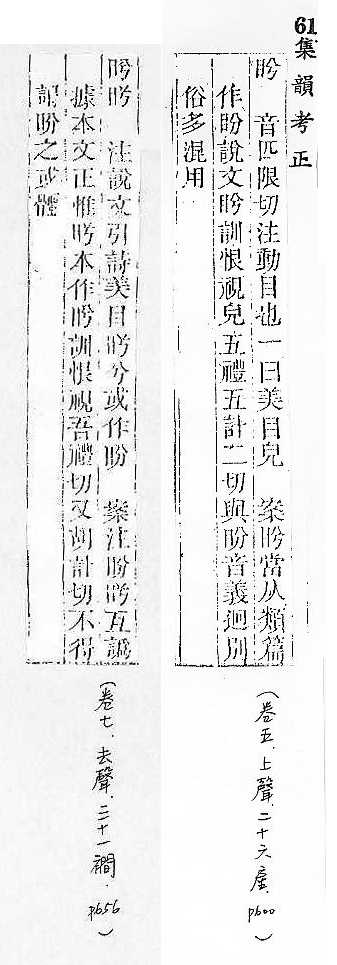 61
集韻考正
盻 音匹限切注動目也一曰美目皃 案盻當从類篇
作盼說文盻訓恨視皃五禮五計二切與盼音義迥別
俗多混用
(卷五.上聲.二十六產.p600)
盻盻 注說文引詩美目盻兮或作盼 案注盼盻互譌
據本文正惟盻本作盻訓恨視吾禮切又胡計切不得
盼之或體
(卷七.去聲.二十一襇.p656)